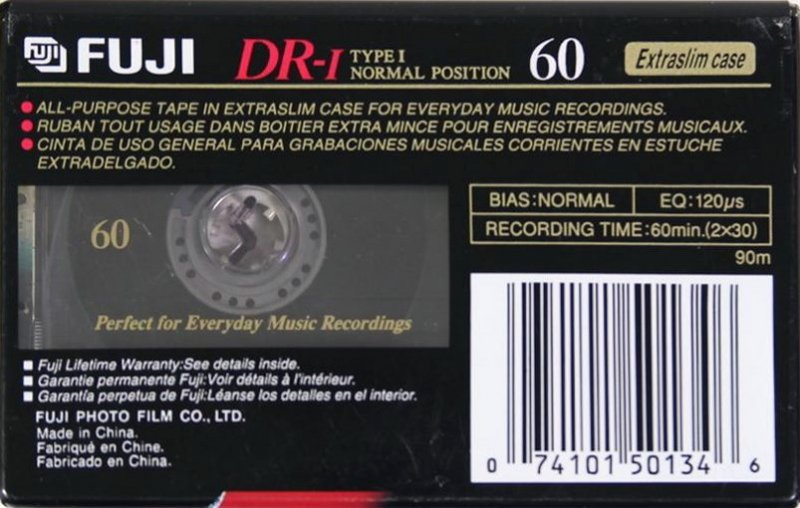 FUJI FUJI DR-I TYPE I NORMAL POSITION 60 Extraslim case
ALL-PURPOSE TAPE IN EXTRASLIM CASE FOR EVERYDAY MUSIC RECORDINGS.
RUBAN TOUT USAGE DANS BOITIER EXTRA MINCE POUR ENREGISTREMENTS MUSICAUX.
CINTA DE USO GENERAL PARA GRABACIONES MUSICALES CORRIENTES EN ESTUCHE
EXTRADELGADO.
60
Perfect for Everyday Music Recordings
BIAS:NORMAL EQ:120µs
RECORDING TIME:60min.(2×30)
90m
■ Fuji Lifetime Warranty:See details inside.
■ Garantie permanente Fuji:Voir détails à l'intérieur.
■ Garantía perpetua de Fuji:Léanse los detalles en el interior.
FUJI PHOTO FILM CO., LTD.
Made in China.
Fabriqué en Chine.
Fabricado en China.
0 74101 50134 6